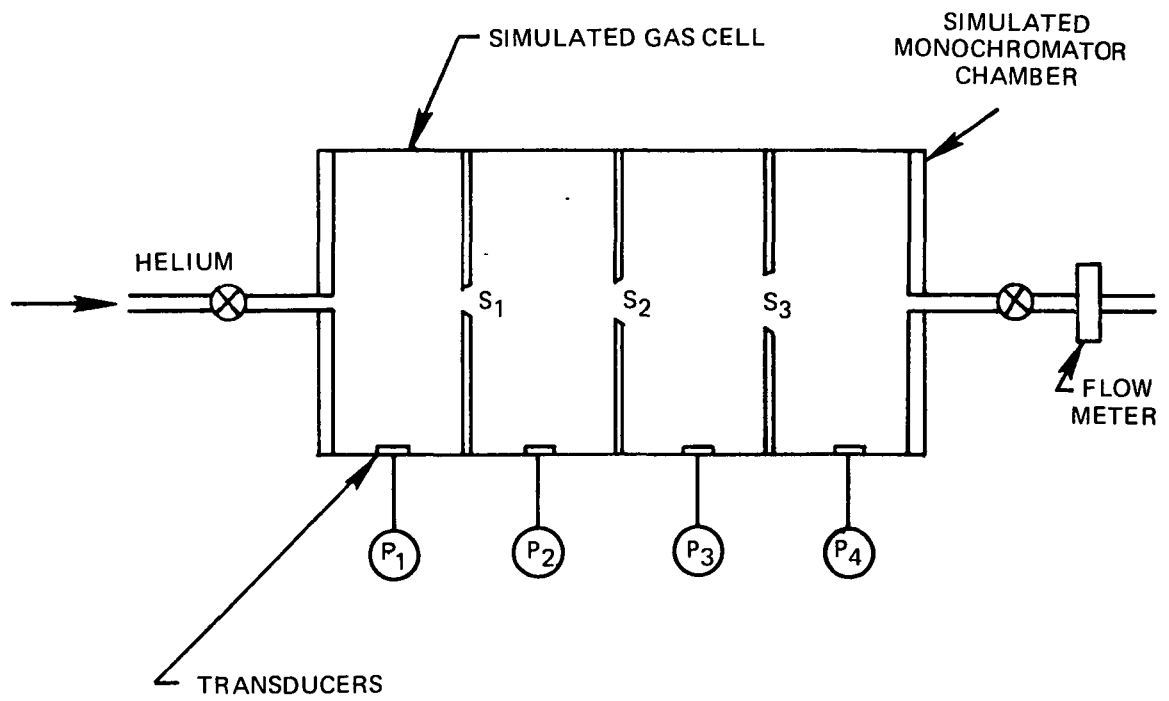 SIMULATED GAS CELL
SIMULATED
MONOCHROMATOR
CHAMBER
HELIUM
S1
S2
S3
FLOW
METER
P1
P2
P3
P4
TRANSDUCERS